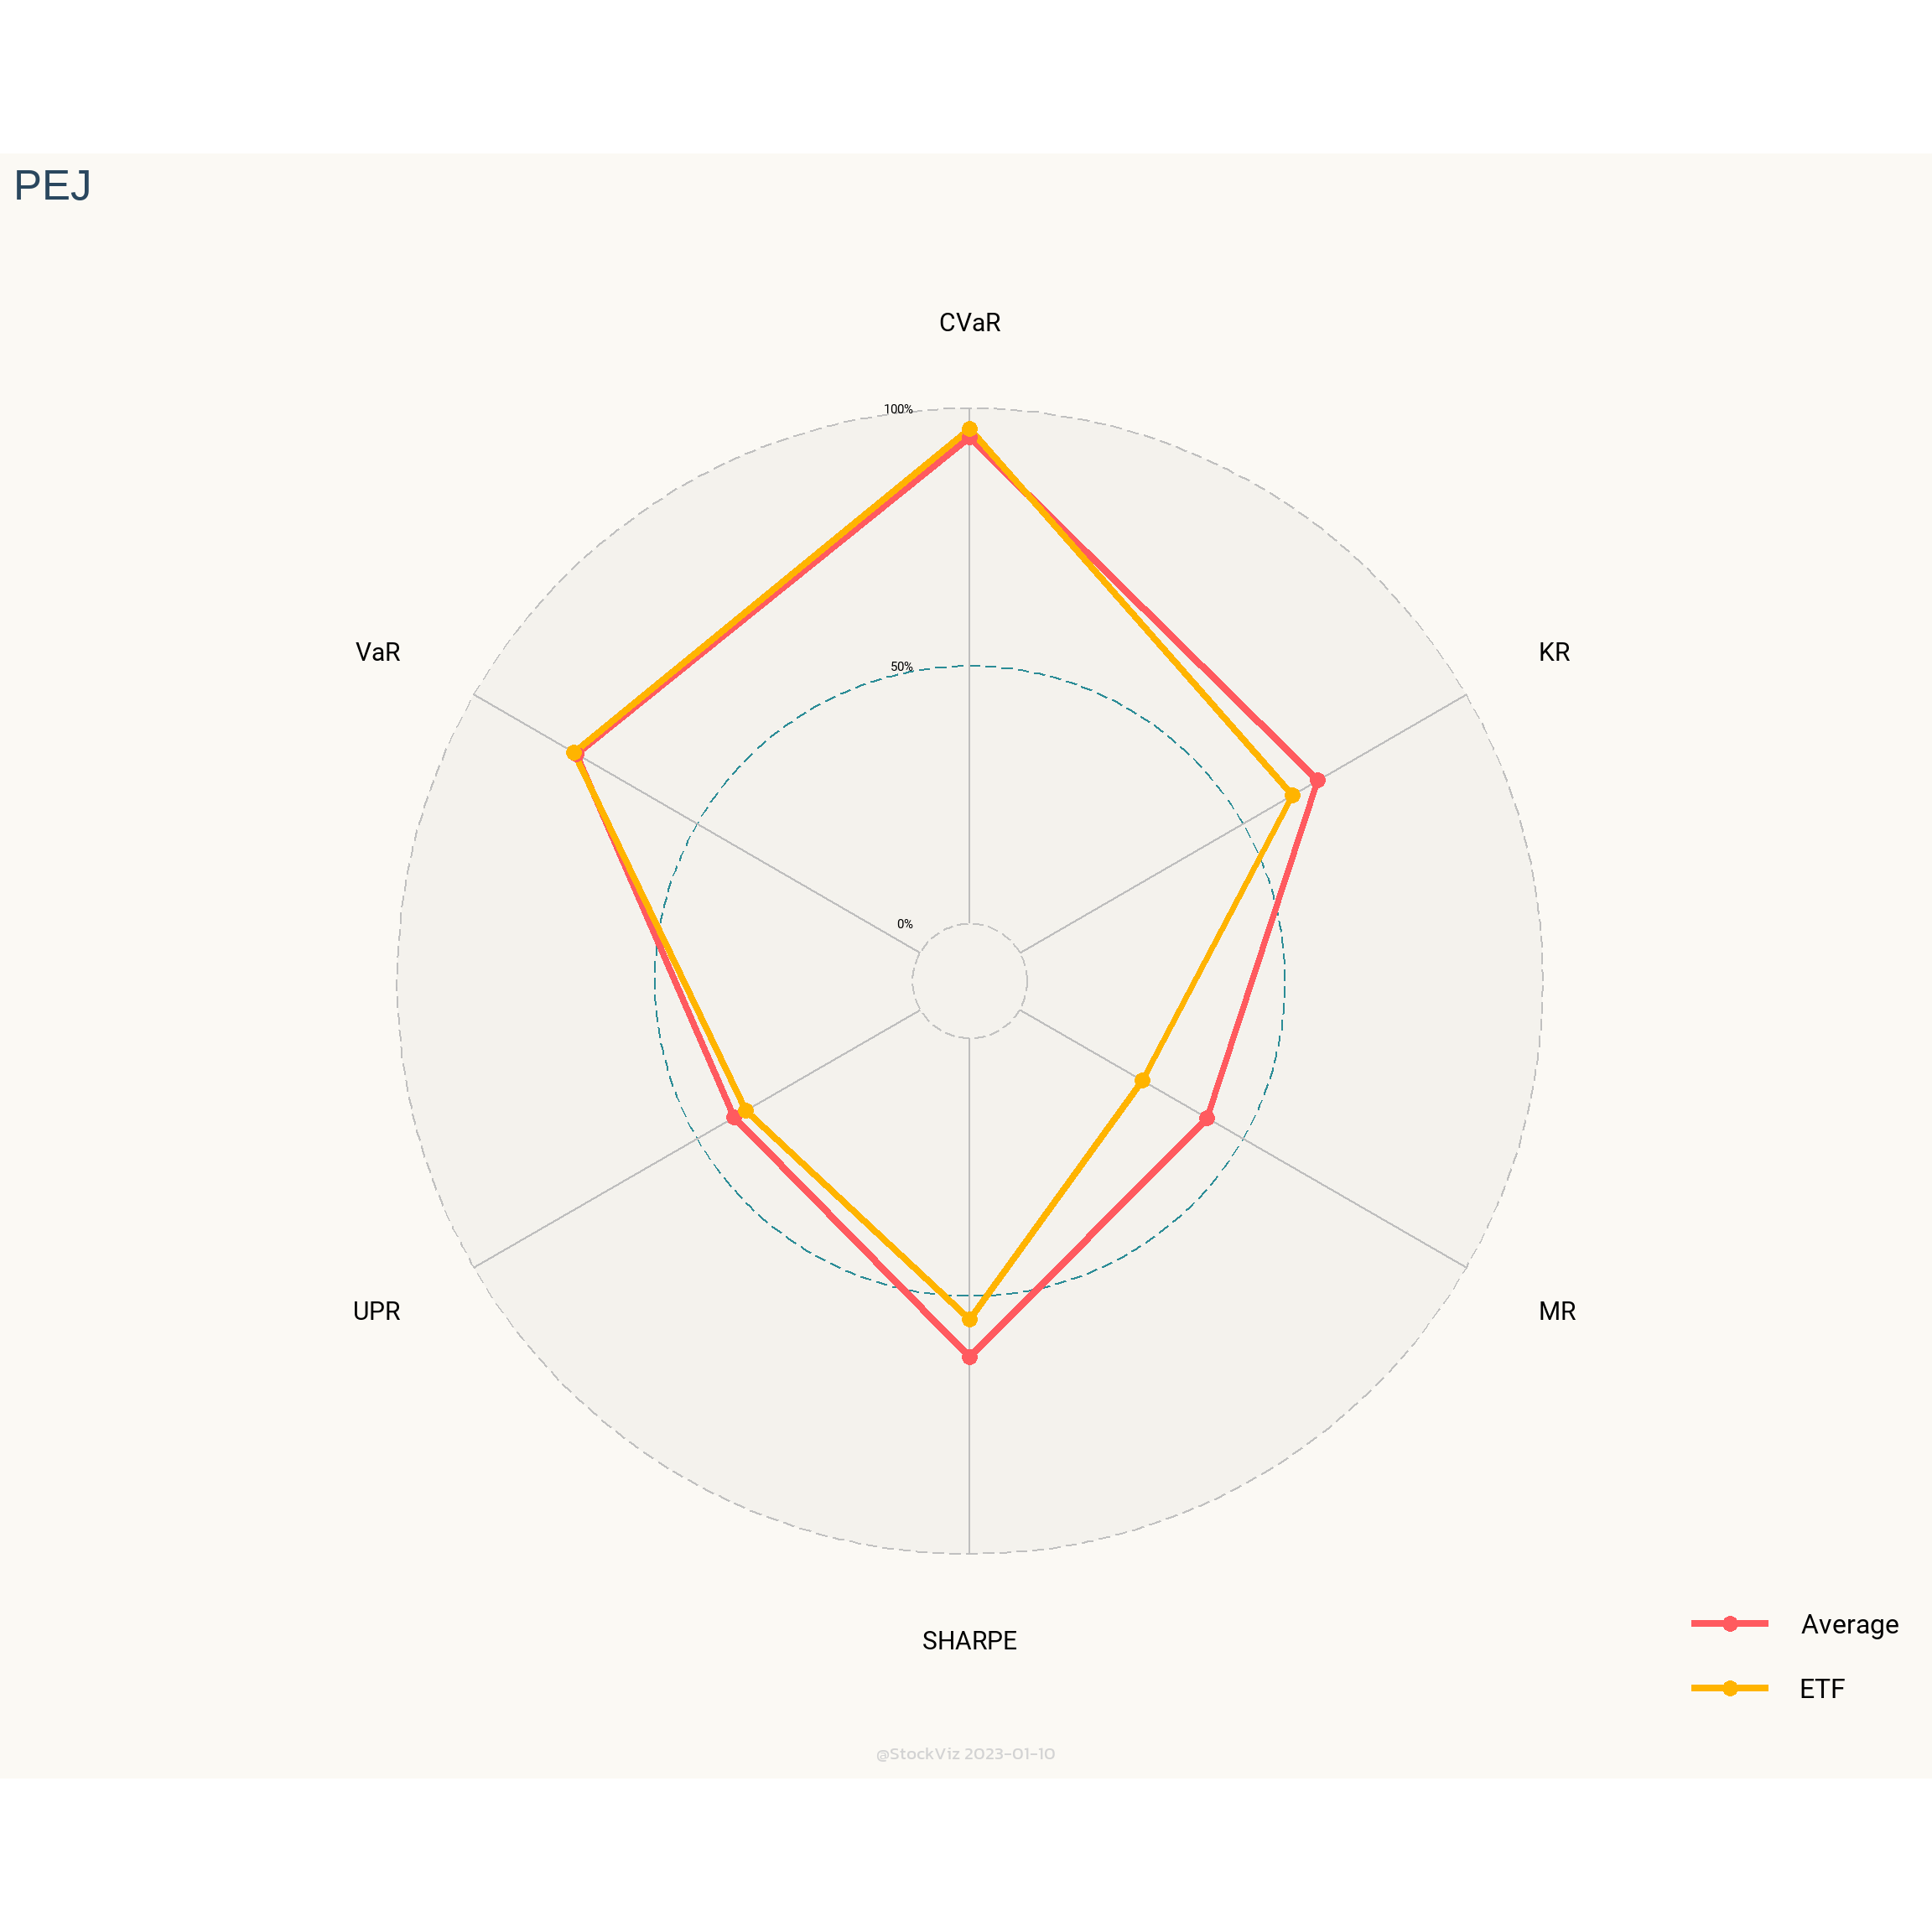 PEJ
CVaR
100%
VaR
KR
50%
0%
UPR
MR
SHARPE
Average
ETF
@StockViz 2023-01-10